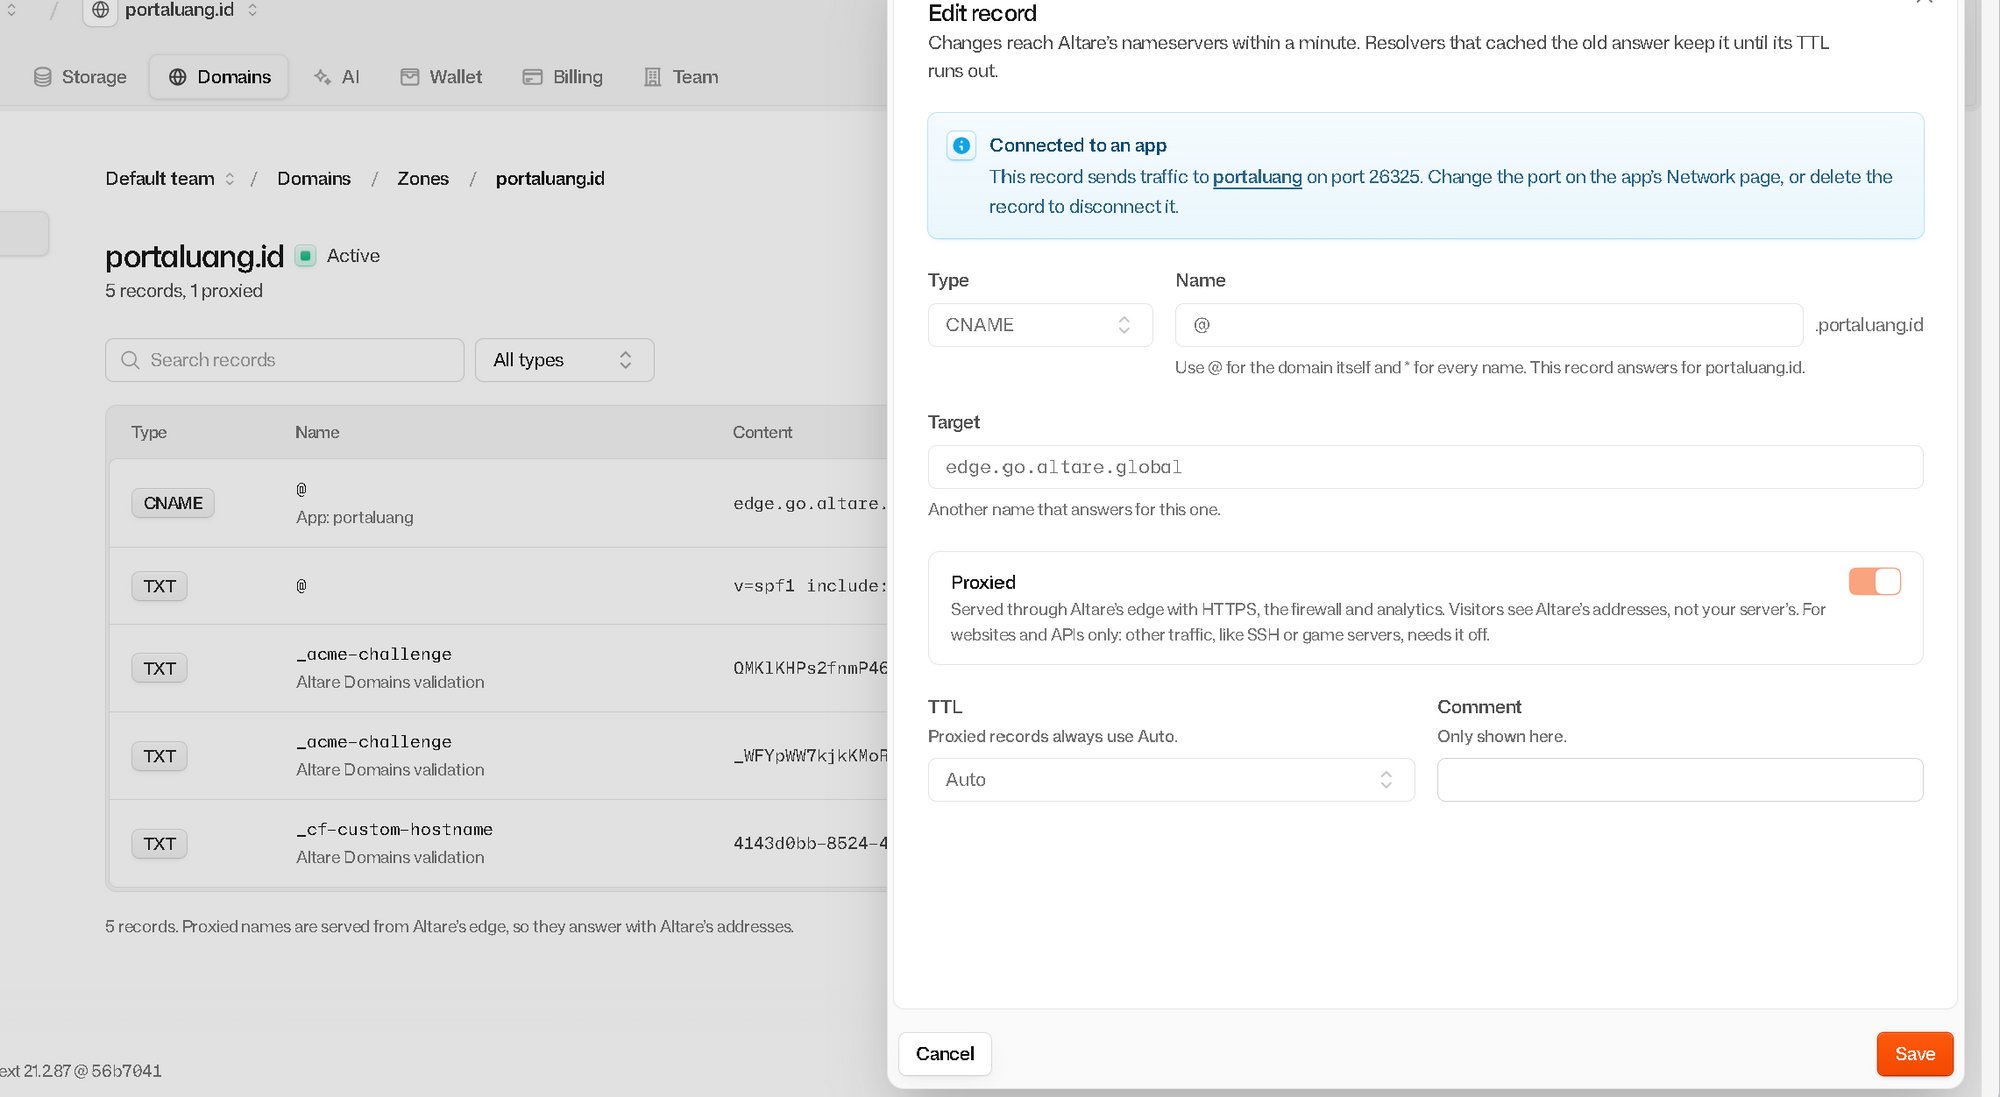 portaluang.id
Storage
Domains
AI
Wallet
Billing
Team
Default team / Domains / Zones / portaluang.id
portaluang.id Active
5 records, 1 proxied
Search records
All types
Type Name Content
CNAME @ edge.go.altare.
App: portaluang
TXT @ v=spf1 include:
TXT _acme-challenge QMKlKHPs2fnmP46
Altare Domains validation
TXT _acme-challenge _WFYpWW7kjkKMoR
Altare Domains validation
TXT _cf-custom-hostname 4143d0bb-8524-4
Altare Domains validation
5 records. Proxied names are served from Altare's edge, so they answer with Altare's addresses.
ext 21.2.87 @ 56b7041
Edit record
Changes reach Altare's nameservers within a minute. Resolvers that cached the old answer keep it until its TTL
runs out.
Connected to an app
This record sends traffic to portaluang on port 26325. Change the port on the app's Network page, or delete the
record to disconnect it.
Type Name
CNAME @ .portaluang.id
Use @ for the domain itself and * for every name. This record answers for portaluang.id.
Target
edge.go.altare.global
Another name that answers for this one.
Proxied
Served through Altare's edge with HTTPS, the firewall and analytics. Visitors see Altare's addresses, not your server's. For
websites and APIs only: other traffic, like SSH or game servers, needs it off.
TTL Comment
Proxied records always use Auto. Only shown here.
Auto
Cancel
Save